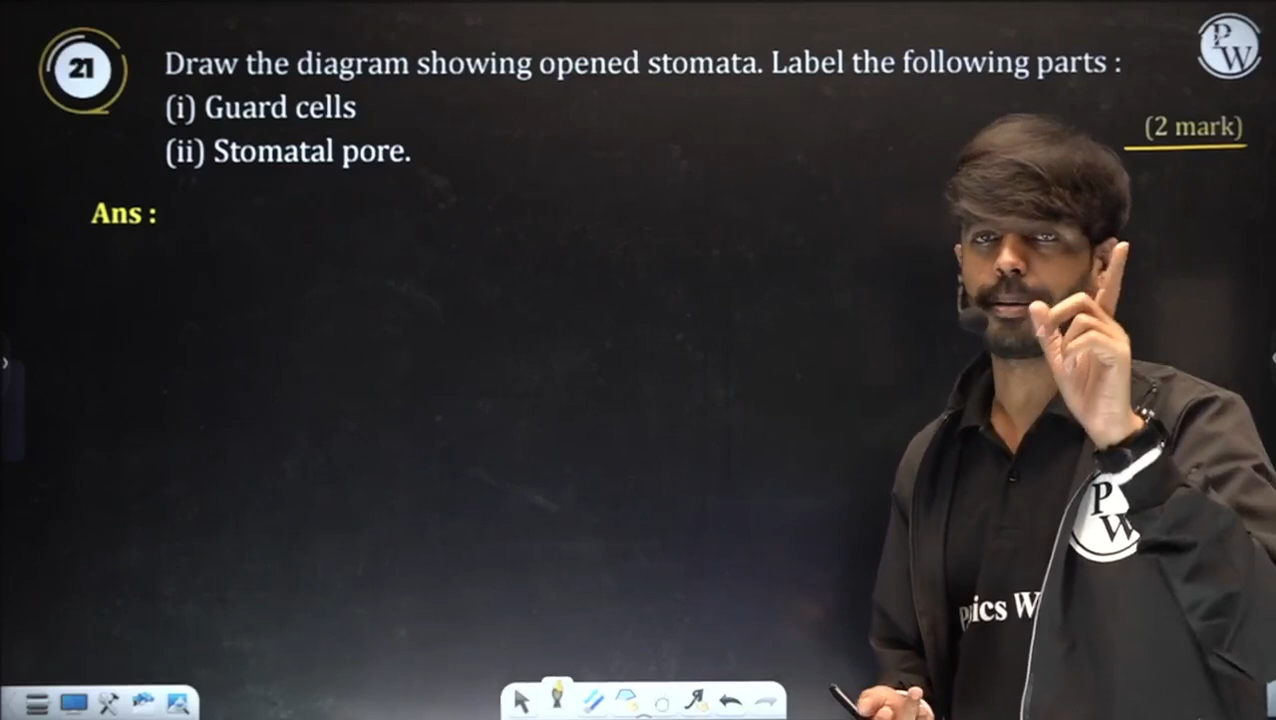 21
Draw the diagram showing opened stomata. Label the following parts :
(i) Guard cells
(ii) Stomatal pore.
(2 mark)
Ans :
PW
PW
ics W